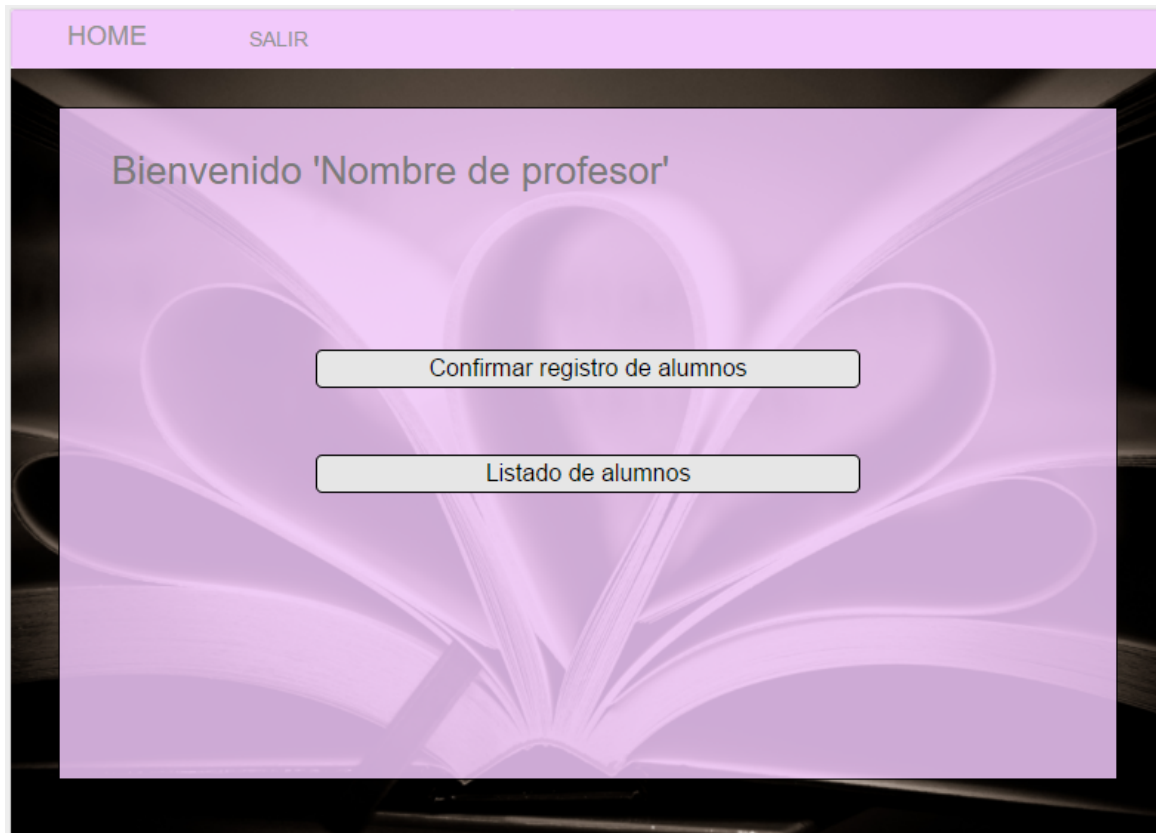 HOME SALIR
Bienvenido 'Nombre de profesor'
Confirmar registro de alumnos
Listado de alumnos